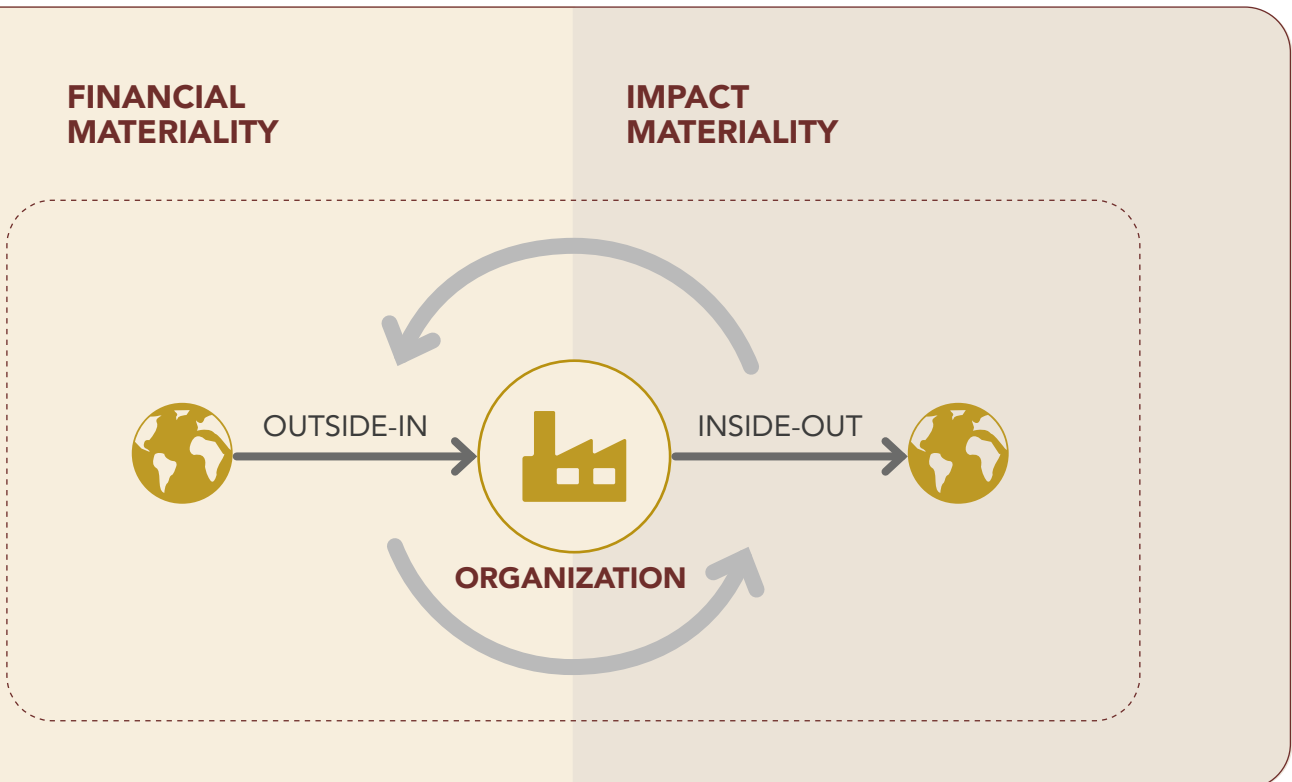 FINANCIAL
MATERIALITY
IMPACT
MATERIALITY
OUTSIDE-IN
INSIDE-OUT
ORGANIZATION